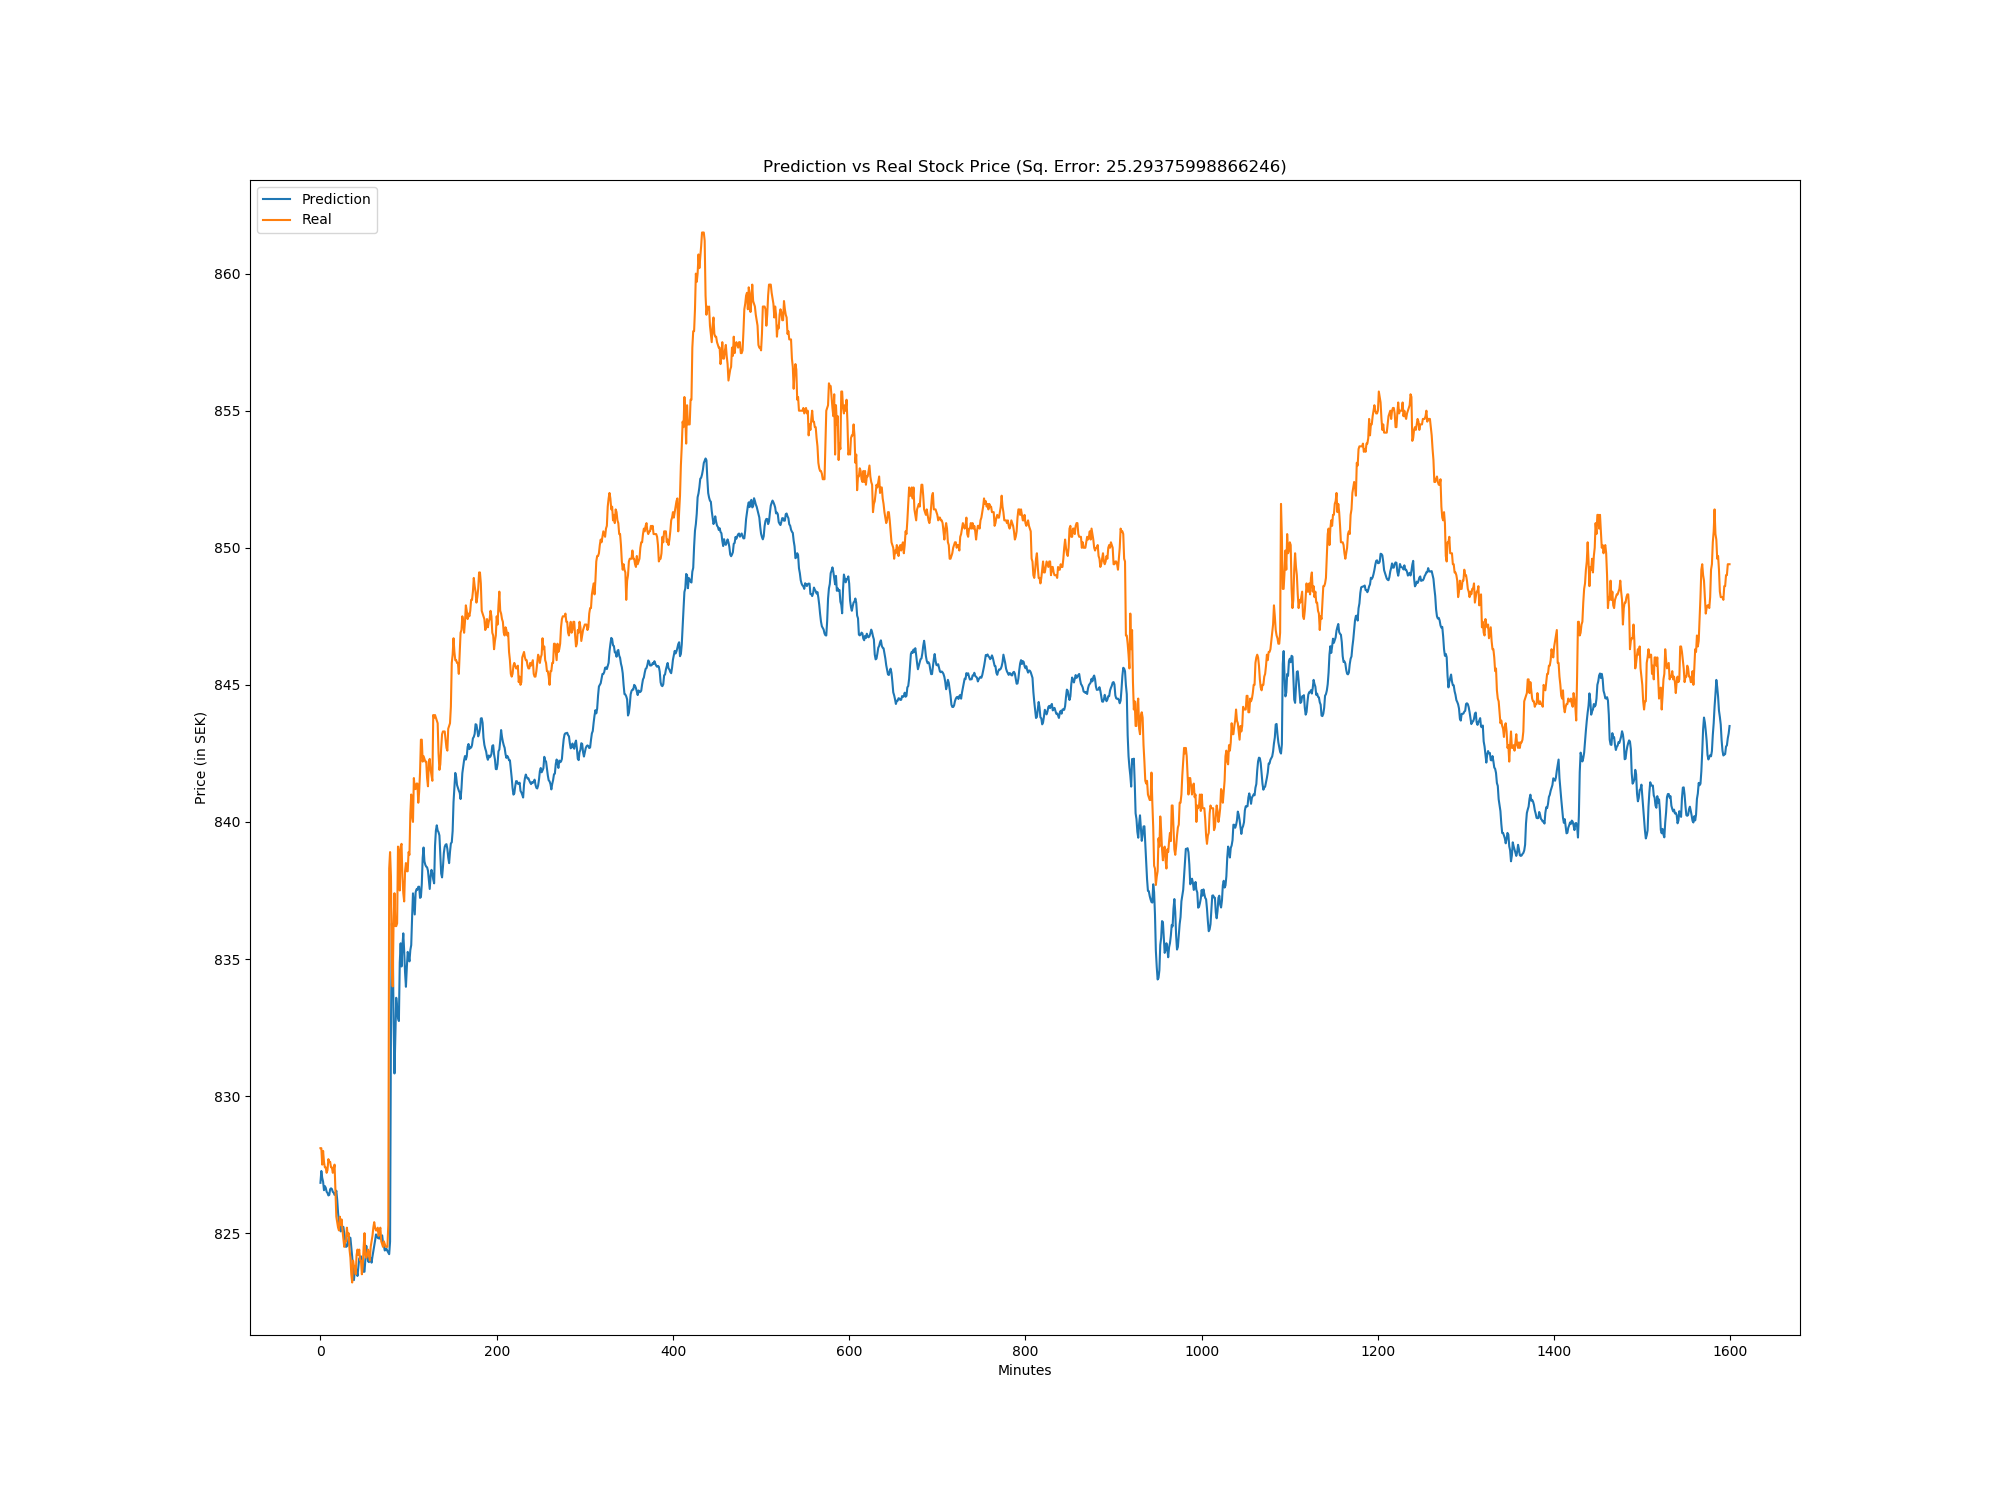 Prediction vs Real Stock Price (Sq. Error: 25.29375998866246)
Prediction
Real
860
855
850
845
840
835
830
825
Price (in SEK)
0 200 400 600 800 1000 1200 1400 1600
Minutes